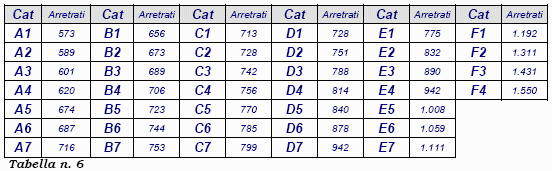 Cat Arretrati Cat Arretrati Cat Arretrati Cat Arretrati Cat Arretrati Cat Arretrati
A1 573 B1 656 C1 713 D1 728 E1 775 F1 1.192
A2 589 B2 673 C2 728 D2 751 E2 832 F2 1.311
A3 601 B3 689 C3 742 D3 788 E3 890 F3 1.431
A4 620 B4 706 C4 756 D4 814 E4 942 F4 1.550
A5 674 B5 723 C5 770 D5 840 E5 1.008
A6 687 B6 744 C6 785 D6 878 E6 1.059
A7 716 B7 753 C7 799 D7 942 E7 1.111
Tabella n. 6